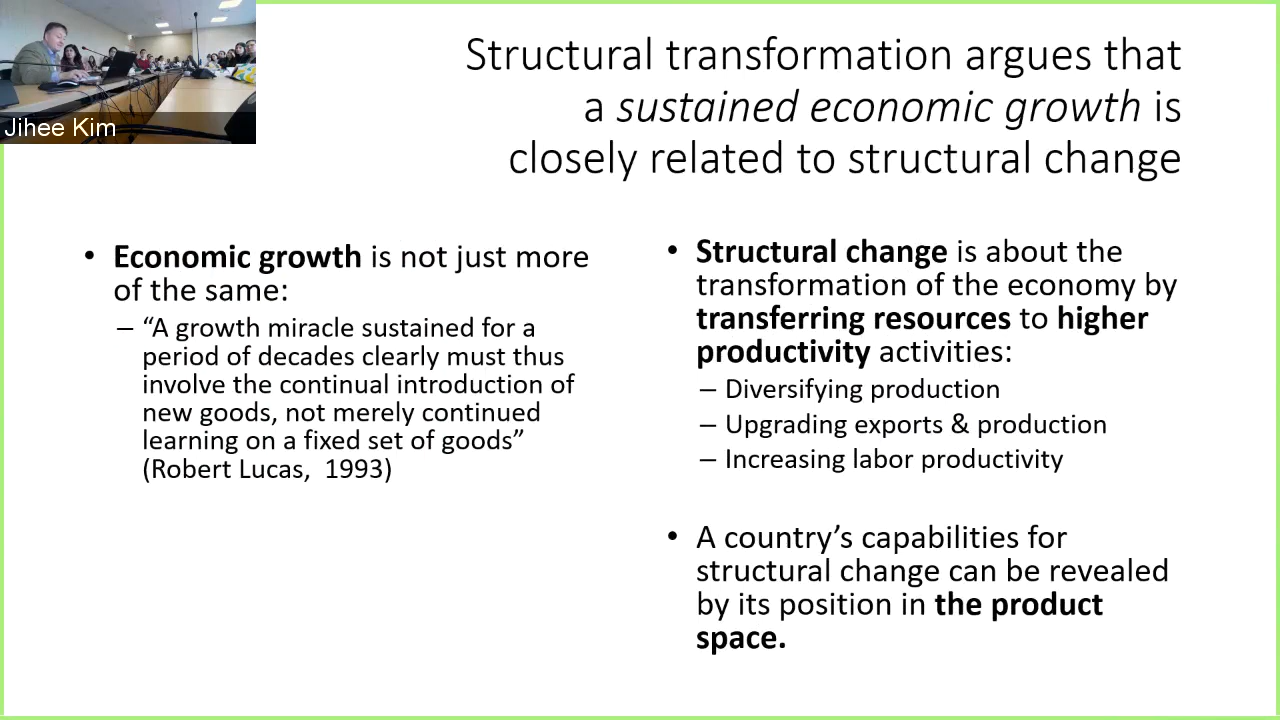 Jihee Kim
Structural transformation argues that
a sustained economic growth is
closely related to structural change
• Economic growth is not just more
of the same:
– “A growth miracle sustained for a
period of decades clearly must thus
involve the continual introduction of
new goods, not merely continued
learning on a fixed set of goods”
(Robert Lucas, 1993)
• Structural change is about the
transformation of the economy by
transferring resources to higher
productivity activities:
– Diversifying production
– Upgrading exports & production
– Increasing labor productivity
• A country’s capabilities for
structural change can be revealed
by its position in the product
space.